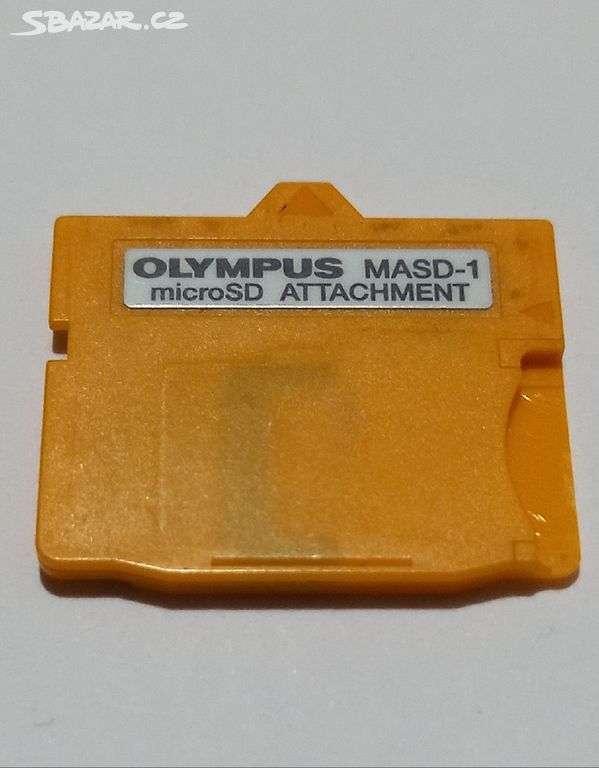 SBAZAR.CZ
OLYMPUS MASD-1
microSD ATTACHMENT